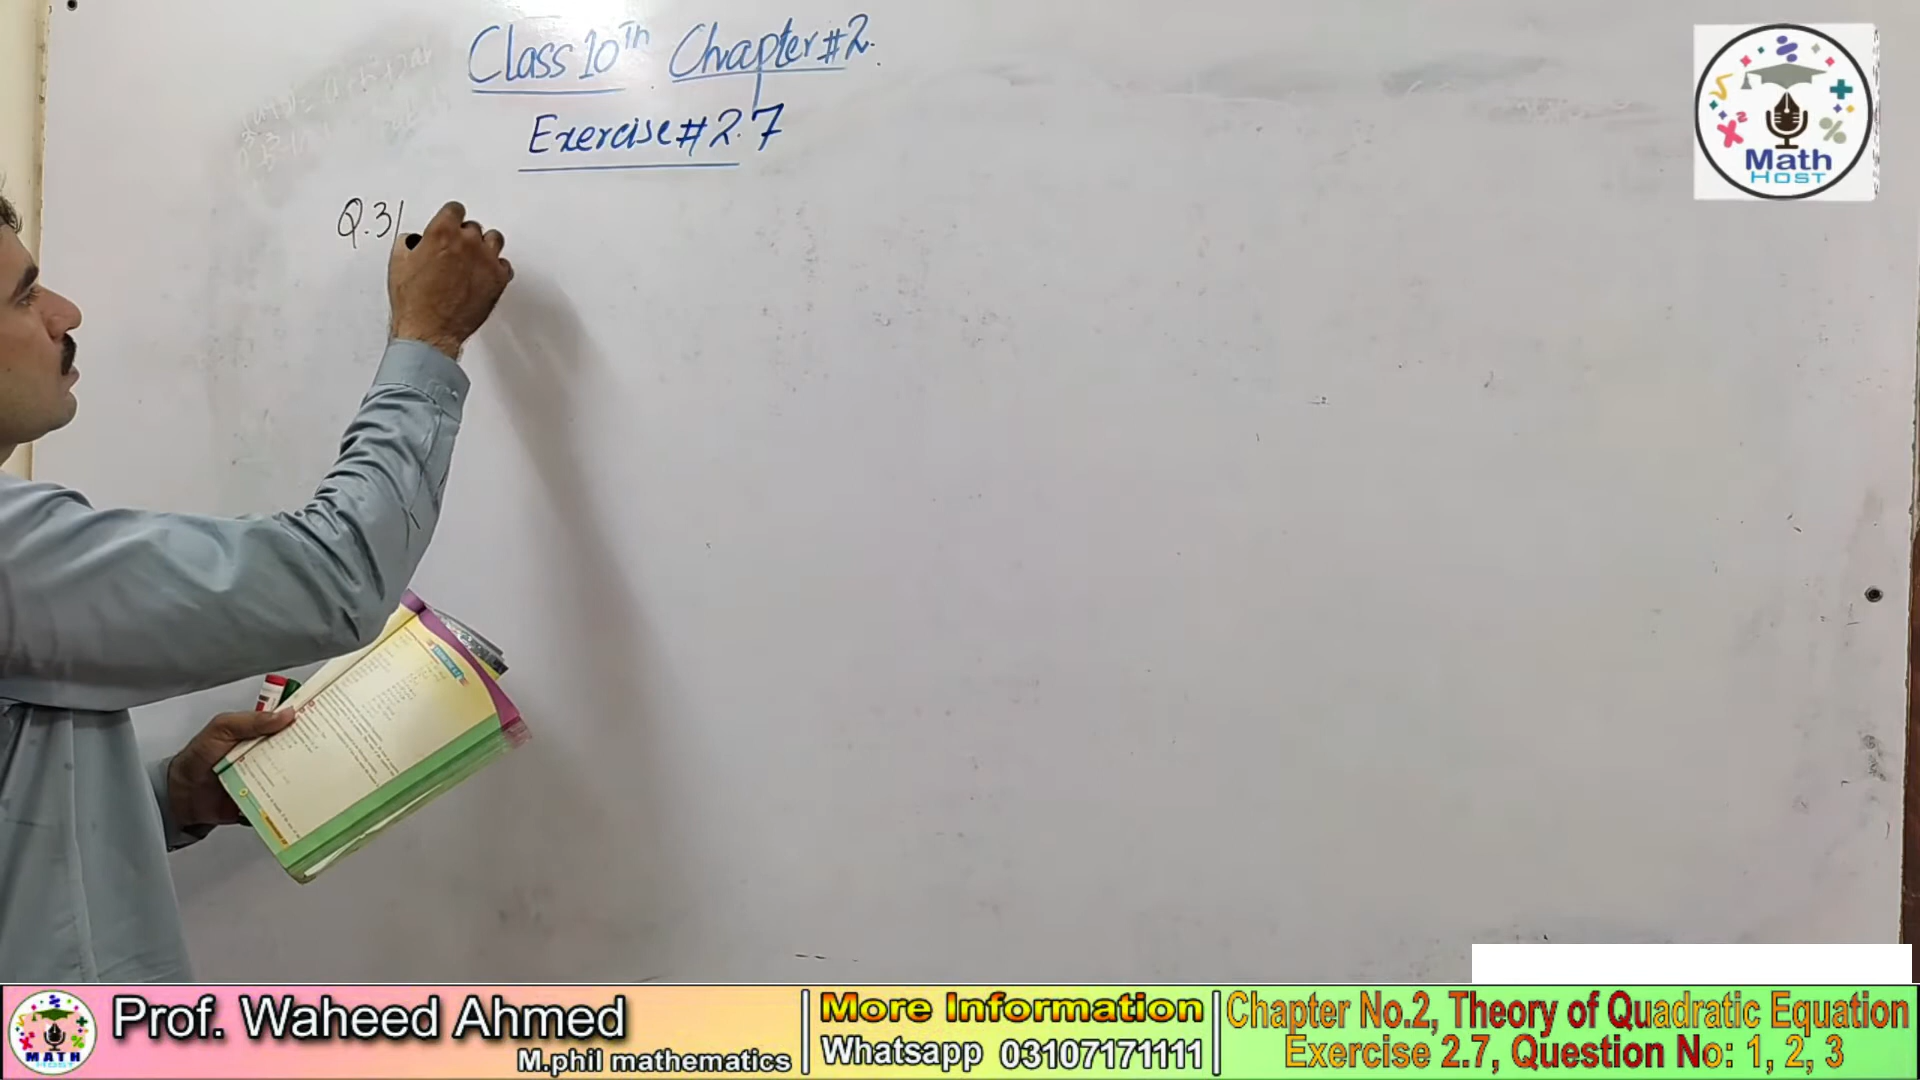 Class 10th Chapter #2.
Exercise #2.7
Q.3
Math
HOST
MATH
HOST
Prof. Waheed Ahmed
M.phil mathematics
More Information
Whatsapp 03107171111
Chapter No.2, Theory of Quadratic Equation
Exercise 2.7, Question No: 1, 2, 3